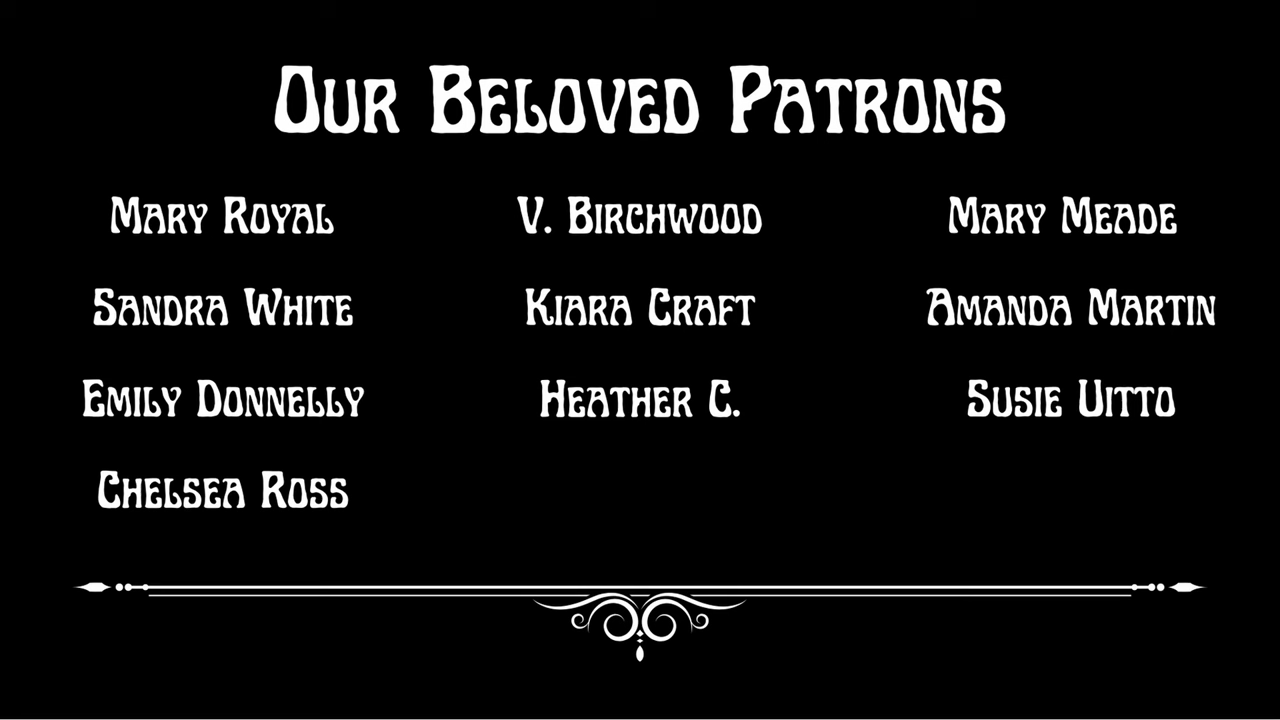 Our Beloved Patrons
Mary Royal
V. Birchwood
Mary Meade
Sandra White
Kiara Craft
Amanda Martin
Emily Donnelly
Heather C.
Susie Uitto
Chelsea Ross